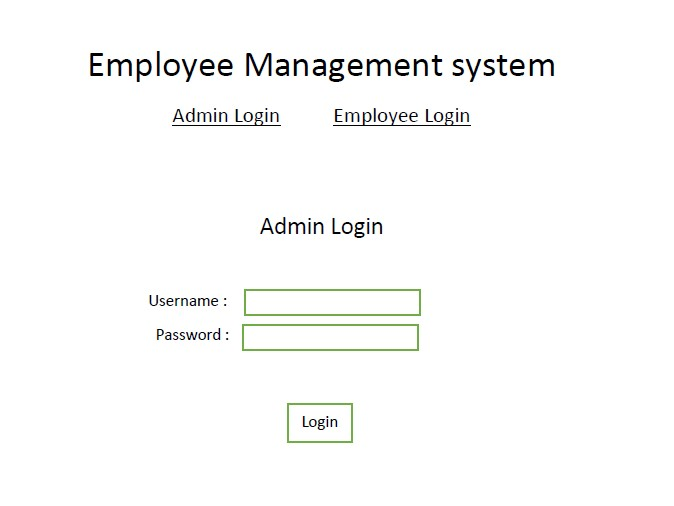 Employee Management system
Admin Login Employee Login
Admin Login
Username :
Password :
Login